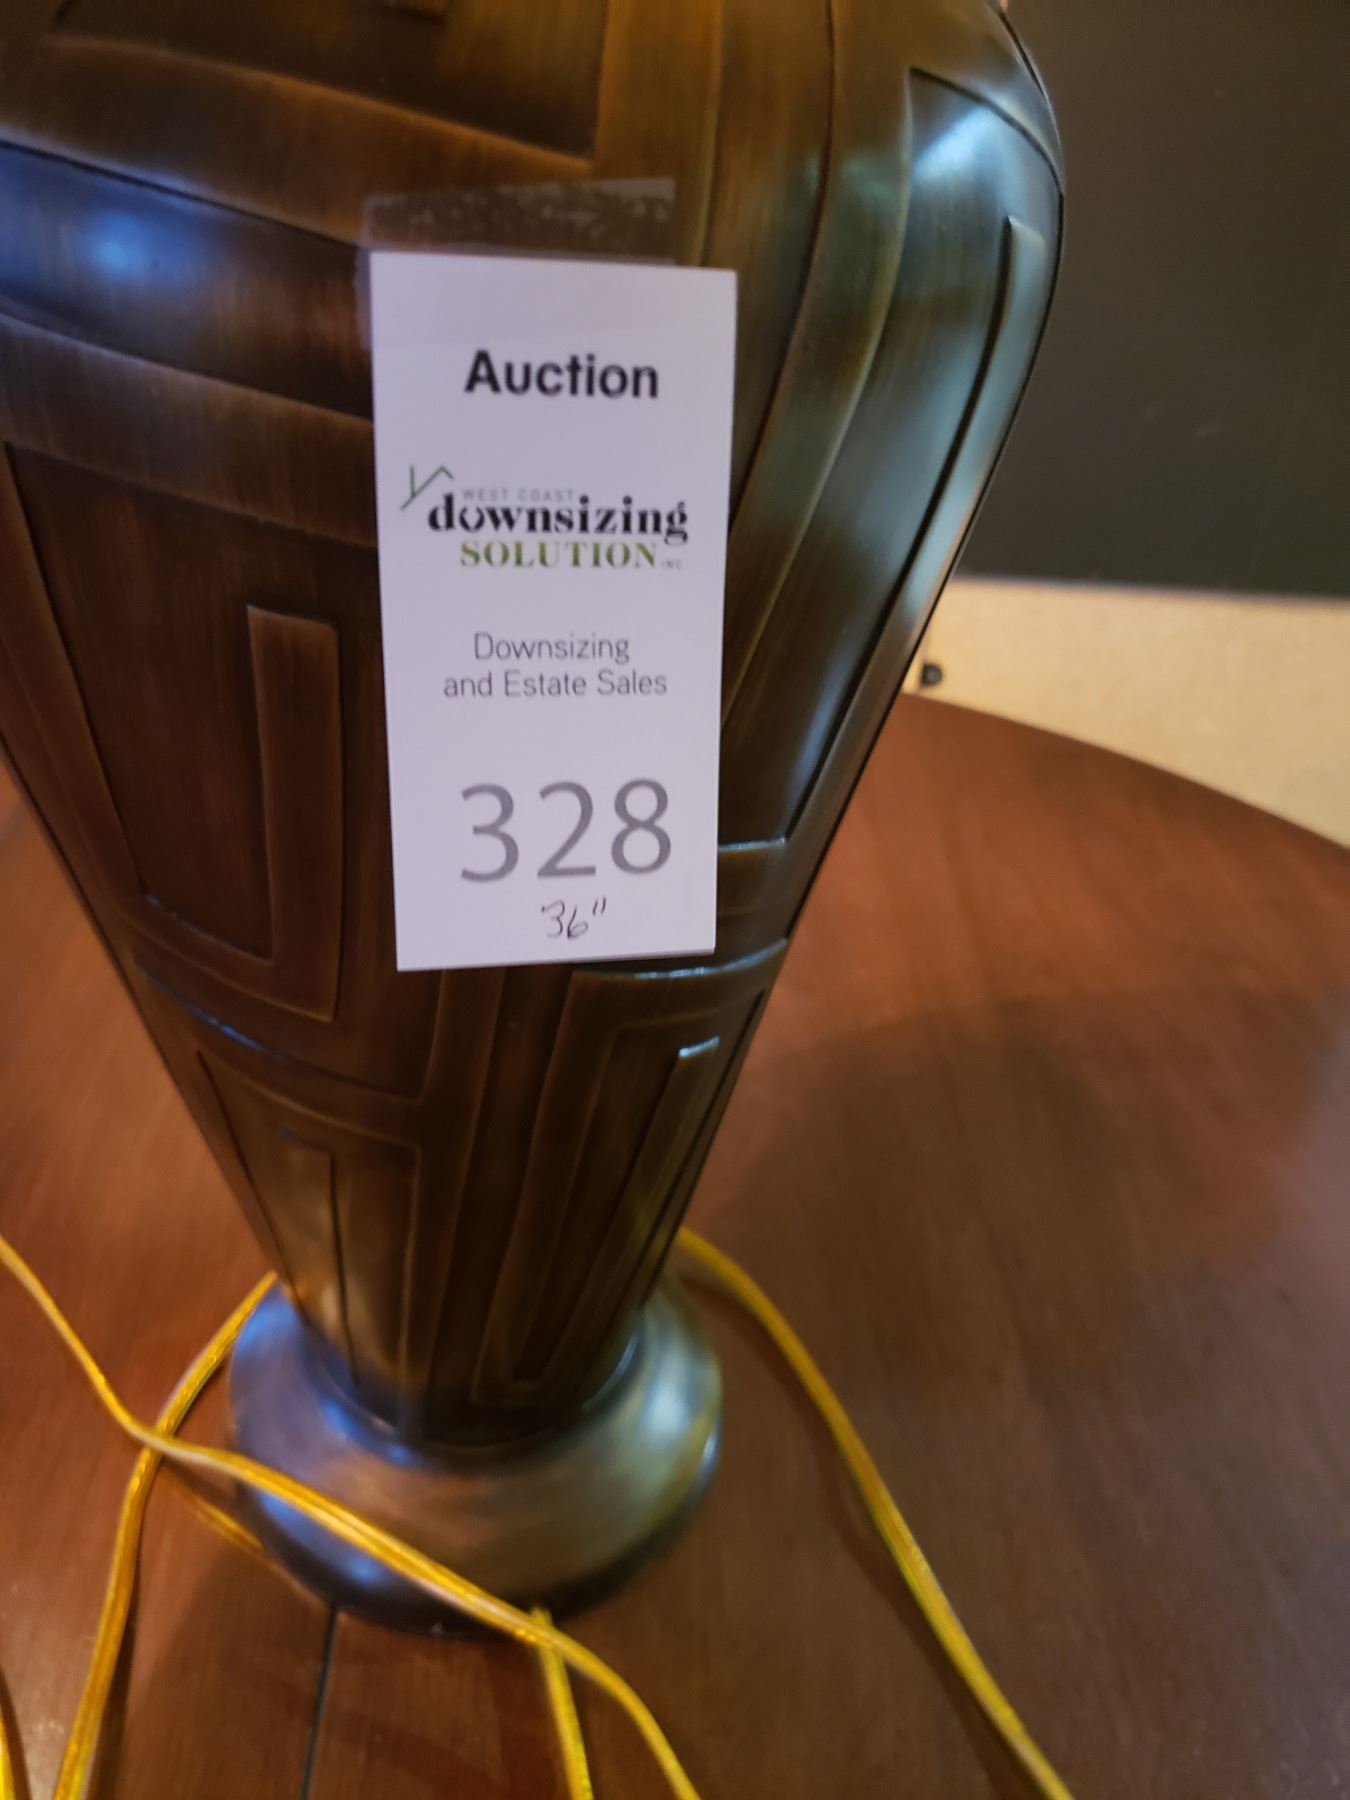 Auction
WEST COAST
downsizing
SOLUTION INC
Downsizing
and Estate Sales
328
36"